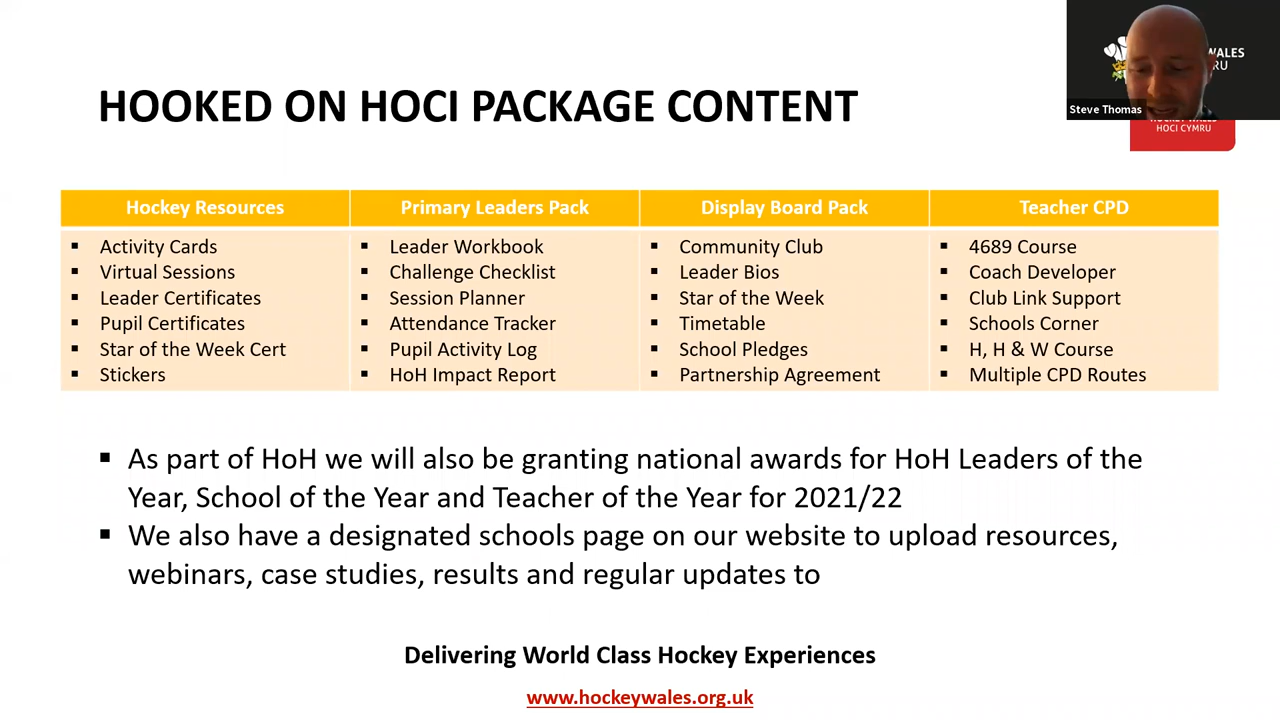 WALES
RU
Steve Thomas
HOCI CYMRU
HOOKED ON HOCI PACKAGE CONTENT
Hockey Resources
Activity Cards
Virtual Sessions
Leader Certificates
Pupil Certificates
Star of the Week Cert
Stickers
Primary Leaders Pack
Leader Workbook
Challenge Checklist
Session Planner
Attendance Tracker
Pupil Activity Log
HoH Impact Report
Display Board Pack
Community Club
Leader Bios
Star of the Week
Timetable
School Pledges
Partnership Agreement
Teacher CPD
4689 Course
Coach Developer
Club Link Support
Schools Corner
H, H & W Course
Multiple CPD Routes
As part of HoH we will also be granting national awards for HoH Leaders of the
Year, School of the Year and Teacher of the Year for 2021/22
We also have a designated schools page on our website to upload resources,
webinars, case studies, results and regular updates to
Delivering World Class Hockey Experiences
www.hockeywales.org.uk